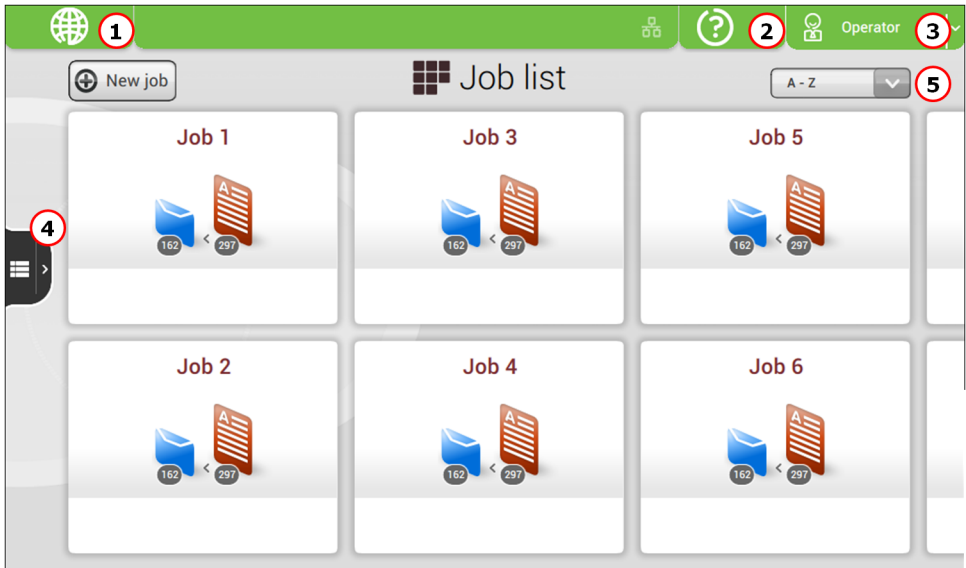 1
2
Operator
3
New job
Job list
A - Z
5
Job 1
A
162
<
297
Job 3
A
162
<
297
Job 5
A
162
<
297
4
Job 2
A
162
<
297
Job 4
A
162
<
297
Job 6
A
162
<
297